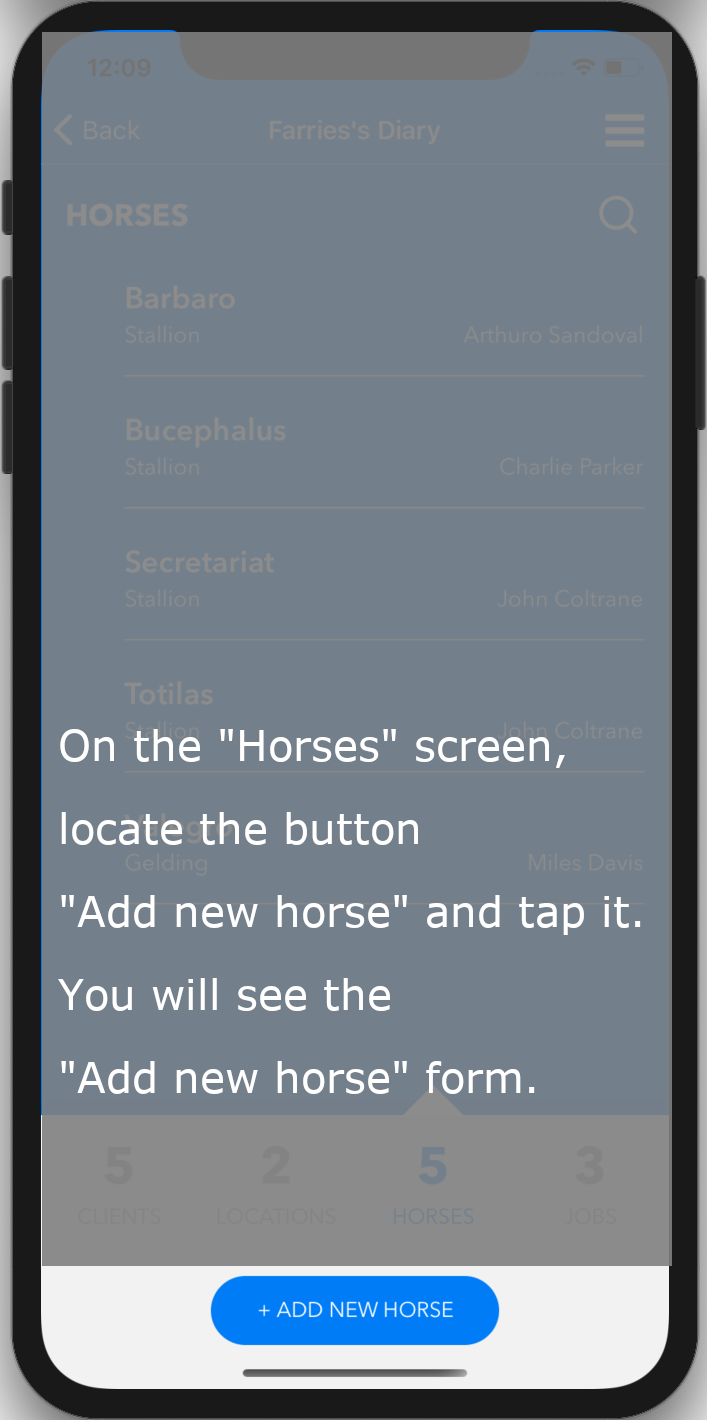 12:09
Back Farries's Diary
HORSES
Barbaro
Stallion Arthuro Sandoval
Bucephalus
Stallion Charlie Parker
Secretariat
Stallion John Coltrane
Totilas
Stallion John Coltrane
On the "Horses" screen,
locate the button
Gelding Miles Davis
"Add new horse" and tap it.
You will see the
"Add new horse" form.
5 2 5 3
CLIENTS LOCATIONS HORSES JOBS
+ ADD NEW HORSE